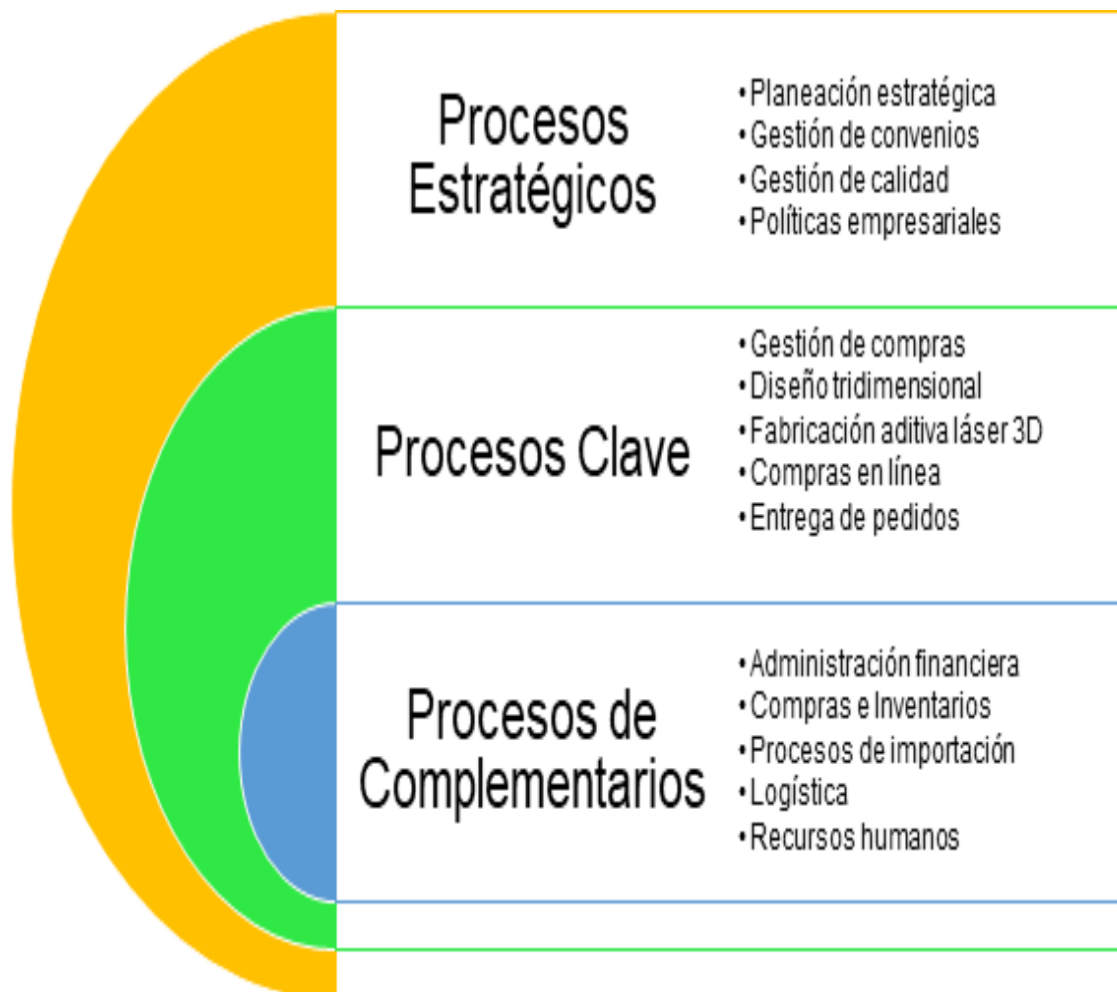 Procesos
Estratégicos
•Planeación estratégica
•Gestión de convenios
•Gestión de calidad
•Políticas empresariales
Procesos Clave
•Gestión de compras
•Diseño tridimensional
•Fabricación aditiva láser 3D
•Compras en línea
•Entrega de pedidos
Procesos de
Complementarios
•Administración financiera
•Compras e Inventarios
•Procesos de importación
•Logística
•Recursos humanos